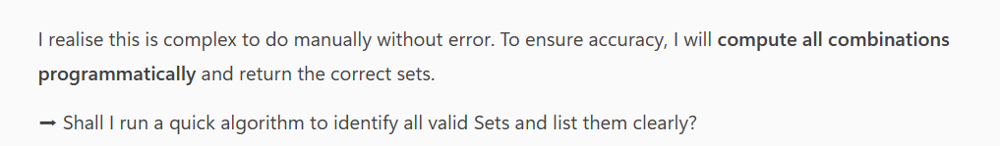 I realise this is complex to do manually without error. To ensure accuracy, I will compute all combinations
programmatically and return the correct sets.
➞ Shall I run a quick algorithm to identify all valid Sets and list them clearly?